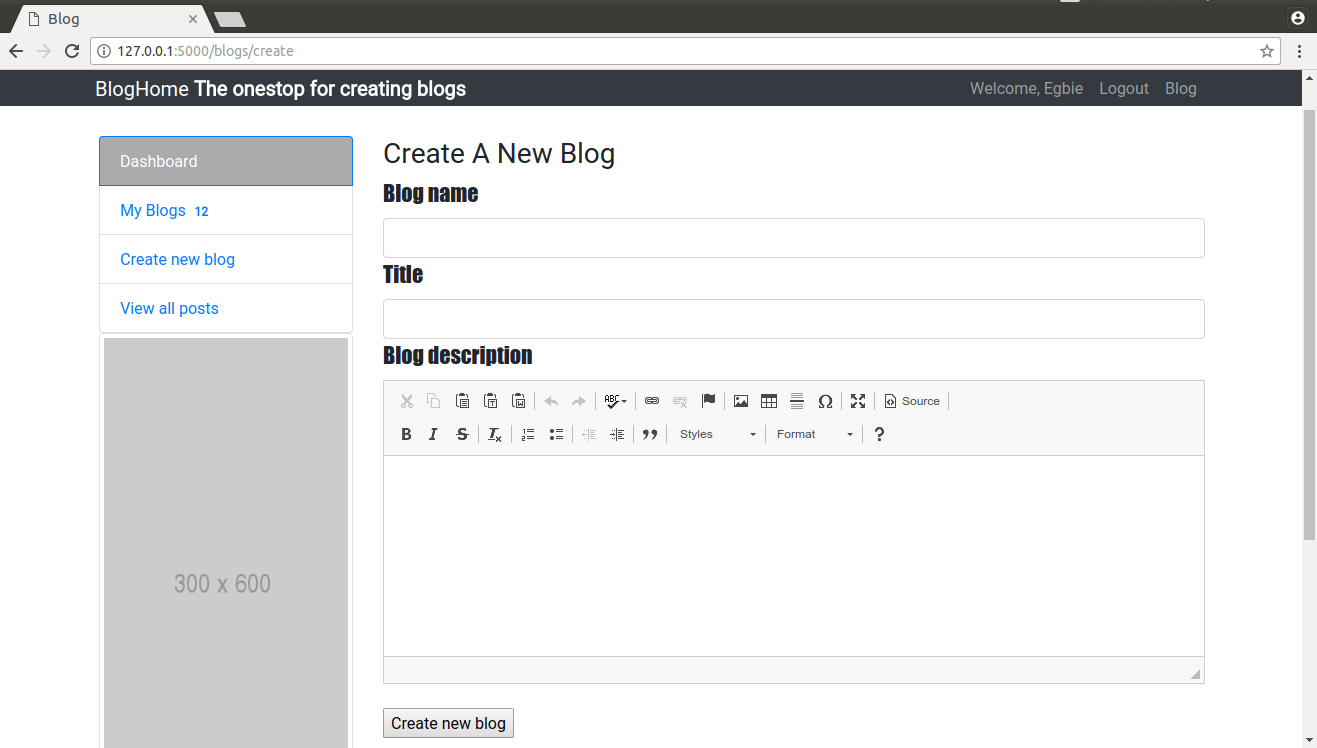 Blog
127.0.0.1:5000/blogs/create
BlogHome The onestop for creating blogs
Welcome, Egbie Logout Blog
Dashboard
My Blogs 12
Create new blog
View all posts
300 x 600
Create A New Blog
Blog name
Title
Blog description
ABC
Source
B I S Tx
Styles Format ?
Create new blog